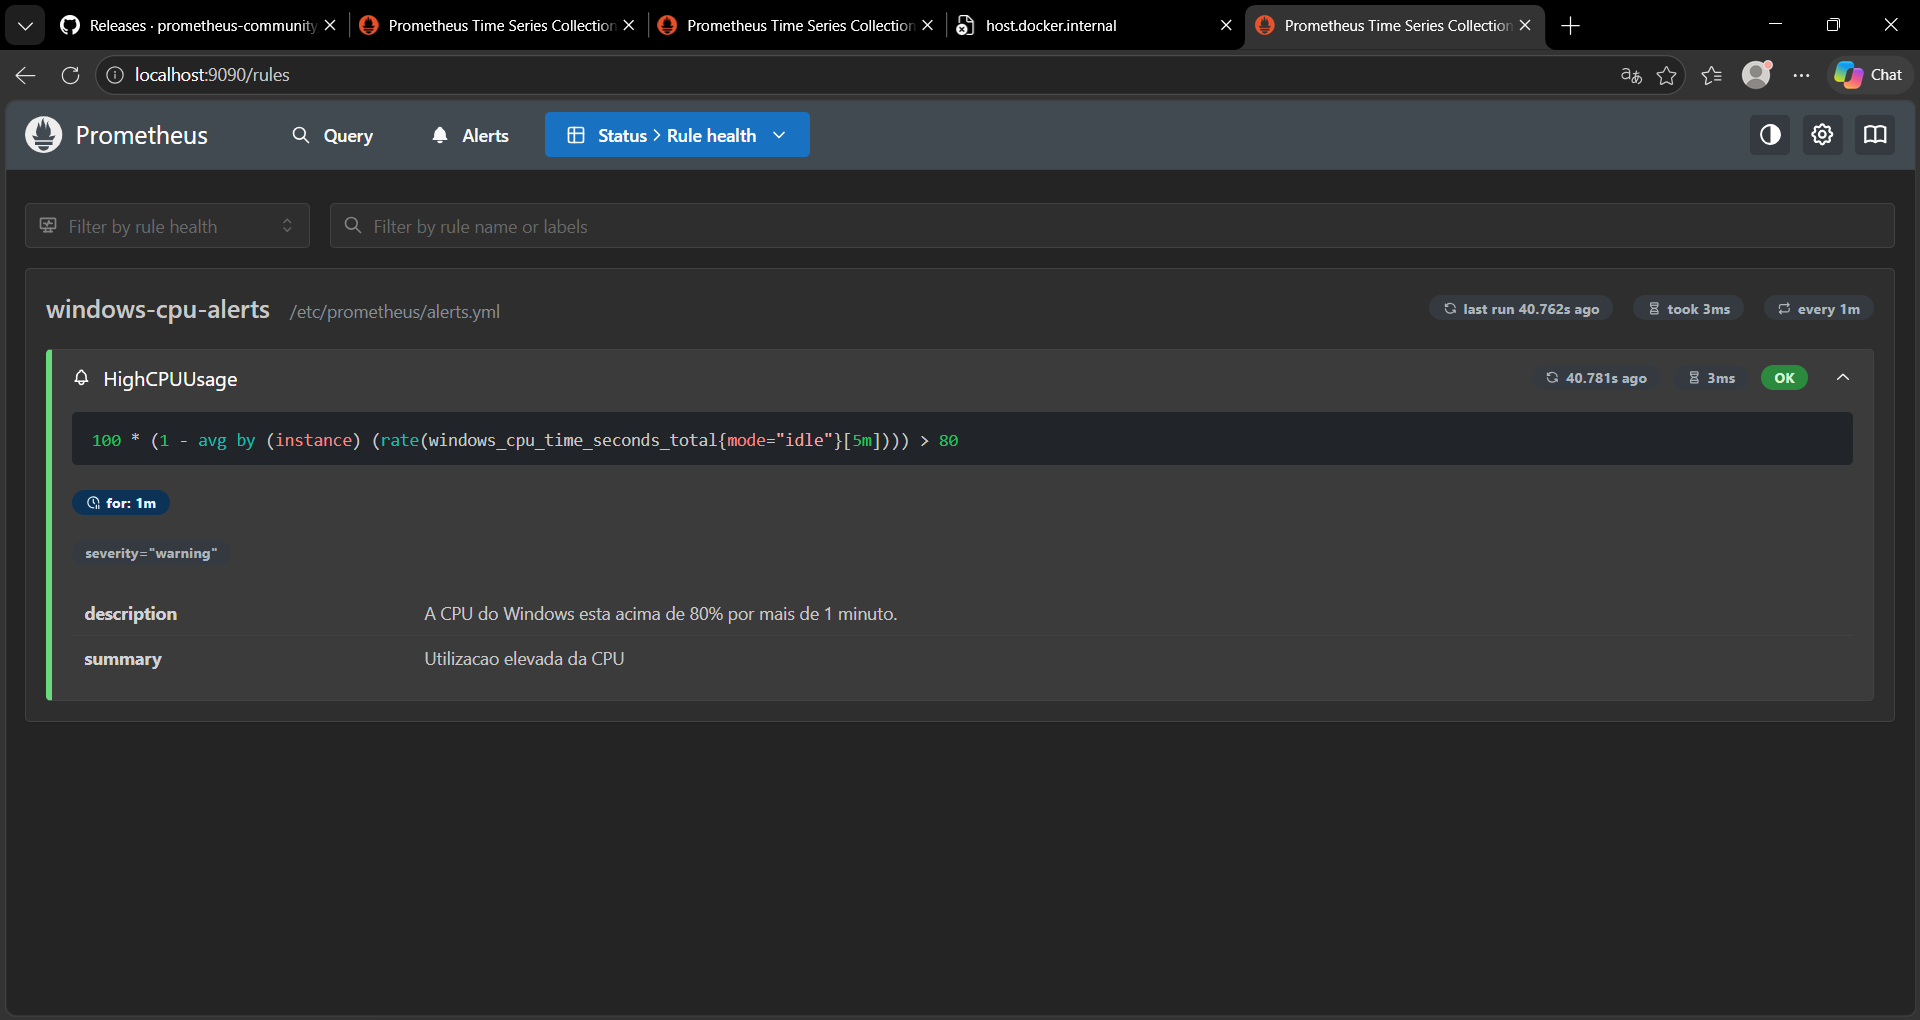 Releases · prometheus-community
Prometheus Time Series Collection
Prometheus Time Series Collection
host.docker.internal
Prometheus Time Series Collection
localhost:9090/rules
Chat
Prometheus
Query
Alerts
Status > Rule health
Filter by rule health
Filter by rule name or labels
windows-cpu-alerts /etc/prometheus/alerts.yml
last run 40.762s ago
took 3ms
every 1m
HighCPUUsage
40.781s ago
3ms
OK
100 * (1 - avg by (instance) (rate(windows_cpu_time_seconds_total{mode="idle"}[5m]))) > 80
for: 1m
severity="warning"
description A CPU do Windows esta acima de 80% por mais de 1 minuto.
summary Utilizacao elevada da CPU